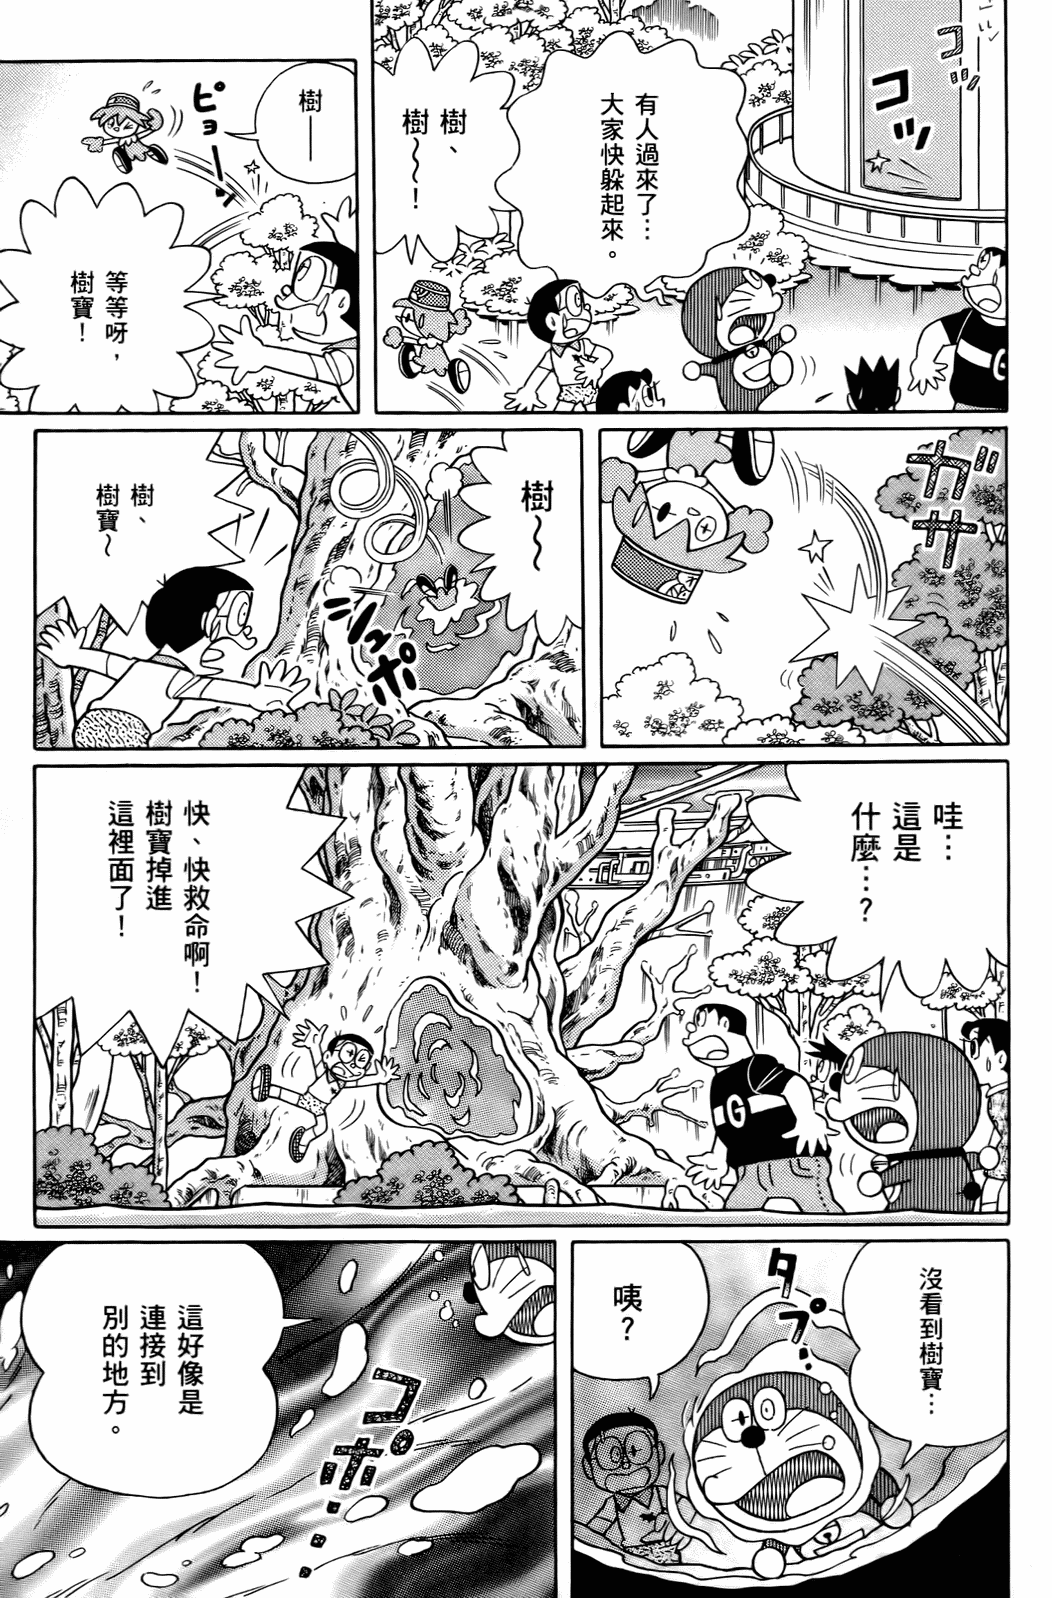 コ
コッ
有人過來了…
大家快躲起來。
樹、
樹～～！
樹——
ピョーン
等等呀，
樹寶！
ガサ
樹～
シュッポ
樹、
樹寶～
哇…
這是
什麼…？
快、快救命啊！
樹寶掉進
這裡面了！
G
沒看到樹寶…
タプ…
咦？
這好像是
連接到
別的地方。
コポ…